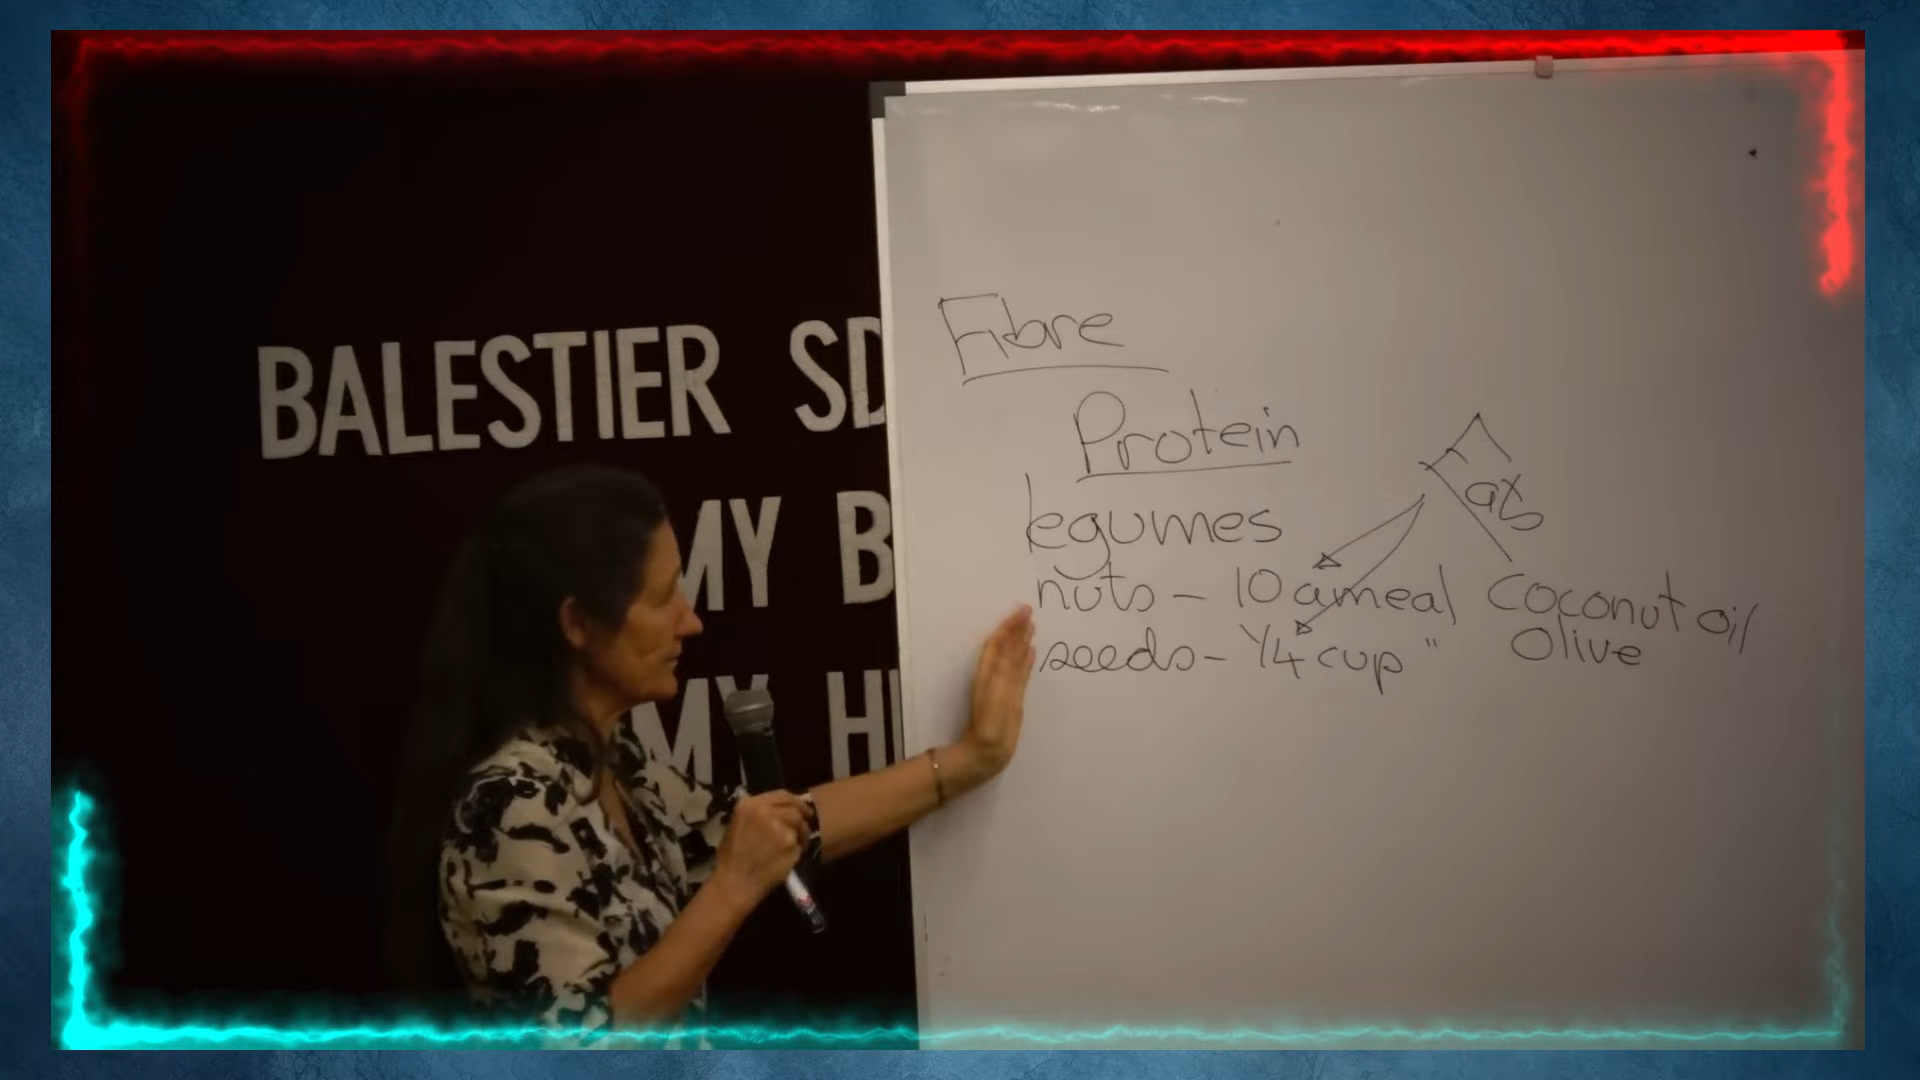 BALESTIER SD
MY B
MY H
Fibre
Protein
legumes
nuts - 10 a meal
seeds - 1/4 cup "
Fats
Coconut oil
Olive